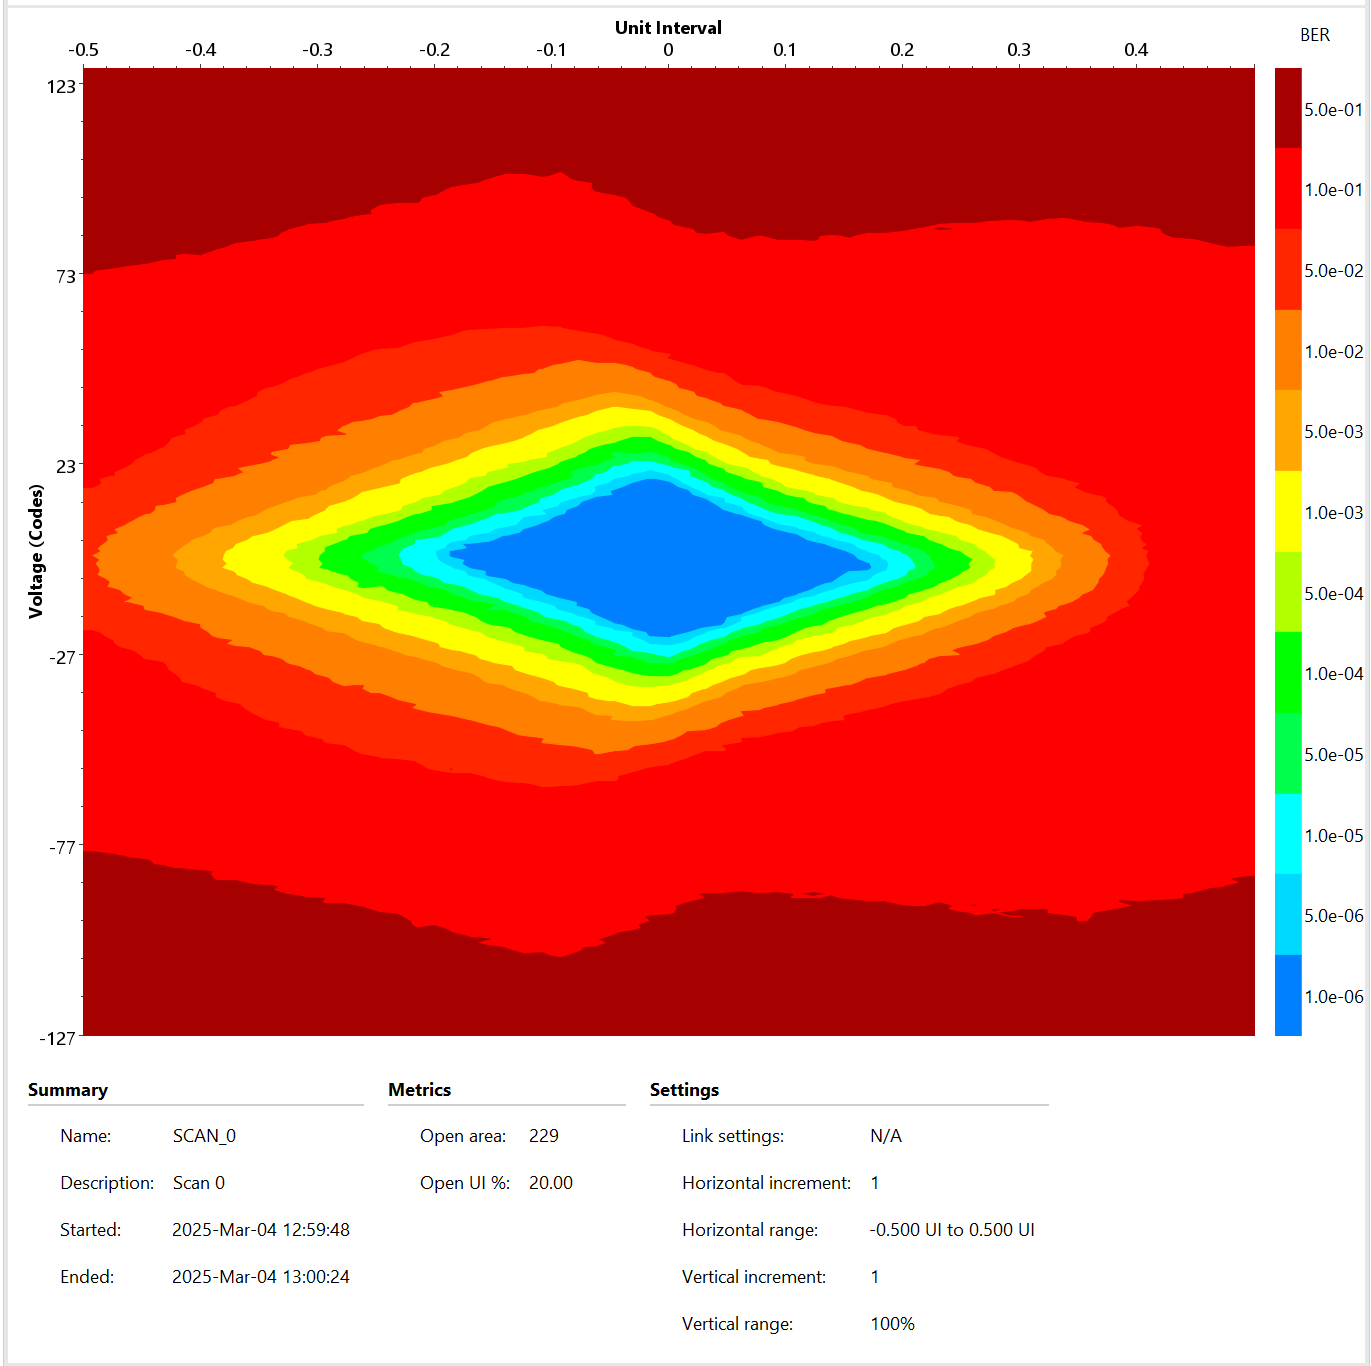 Unit Interval
BER
-0.5 -0.4 -0.3 -0.2 -0.1 0 0.1 0.2 0.3 0.4
123
73
23
-27
-77
-127
Voltage (Codes)
5.0e-01
1.0e-01
5.0e-02
1.0e-02
5.0e-03
1.0e-03
5.0e-04
1.0e-04
5.0e-05
1.0e-05
5.0e-06
1.0e-06
Summary
Name: SCAN_0
Description: Scan 0
Started: 2025-Mar-04 12:59:48
Ended: 2025-Mar-04 13:00:24
Metrics
Open area: 229
Open UI %: 20.00
Settings
Link settings: N/A
Horizontal increment: 1
Horizontal range: -0.500 UI to 0.500 UI
Vertical increment: 1
Vertical range: 100%